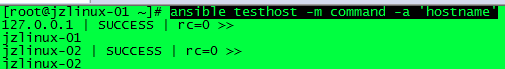 [root@jzlinux-01 ~]# ansible testhost -m command -a 'hostname'
127.0.0.1 | SUCCESS | rc=0 >>
jzlinux-01
jzlinux-02 | SUCCESS | rc=0 >>
jzlinux-02